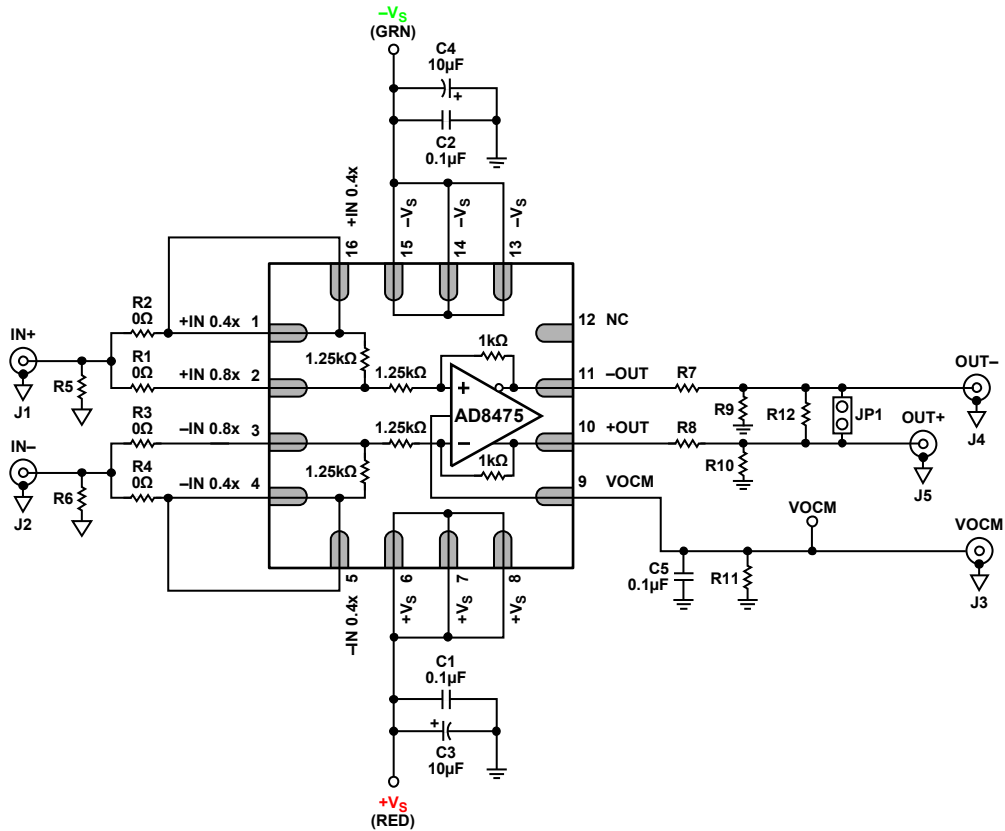 –VS
(GRN)
C4
10µF
+
C2
0.1µF
+IN 0.4x
–VS
–VS
–VS
16
15
14
13
R2
0Ω
+IN 0.4x 1
12 NC
IN+
R1
0Ω
1.25kΩ
1.25kΩ
1kΩ
R5
+IN 0.8x 2
11 –OUT
R7
OUT–
J1
R3
0Ω
1.25kΩ
+
AD8475
R9
R12
JP1
OUT+
J4
IN–
–IN 0.8x 3
–
10 +OUT
R8
R4
0Ω
1.25kΩ
1kΩ
R10
R6
–IN 0.4x 4
9 VOCM
J5
J2
VOCM
VOCM
5
6
7
8
C5
0.1µF
R11
J3
–IN 0.4x
+VS
+VS
+VS
C1
0.1µF
+
C3
10µF
+VS
(RED)